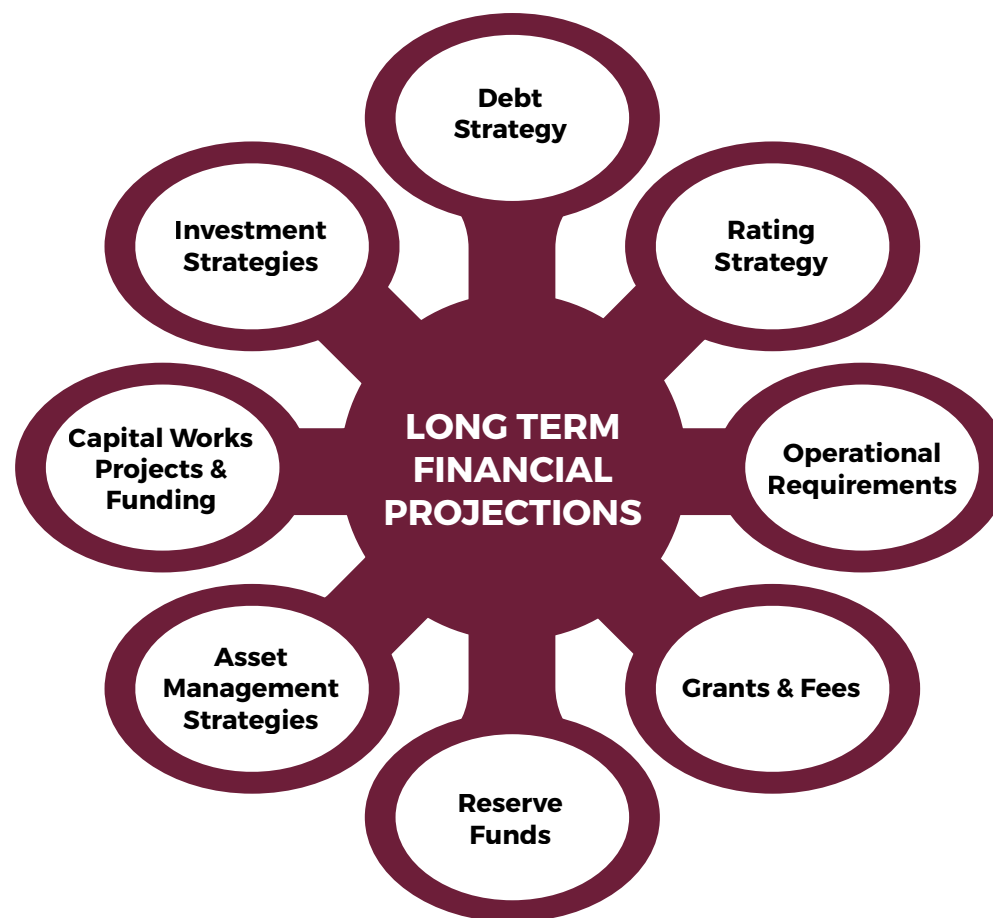 Debt
Strategy
Rating
Strategy
Operational
Requirements
Grants & Fees
Reserve
Funds
Asset
Management
Strategies
Capital Works
Projects &
Funding
Investment
Strategies
LONG TERM
FINANCIAL
PROJECTIONS